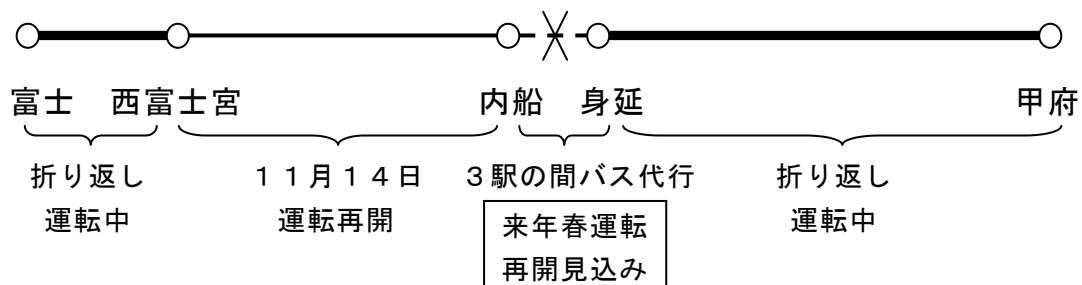 富士 西富士宮 内船 身延 甲府
折り返し １１月１４日 ３駅の間バス代行 折り返し
運転中 運転再開 来年春運転 運転中
再開見込み